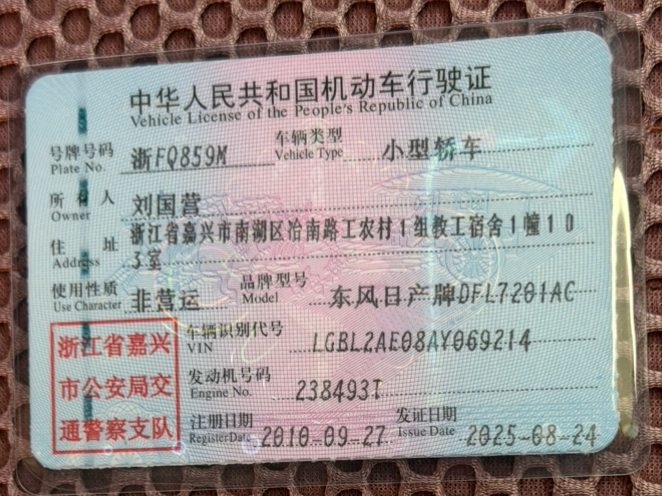 中华人民共和国机动车行驶证
Vehicle License of the People's Republic of China
号牌号码 Plate No. 浙FQ859M 车辆类型 Vehicle Type 小型轿车
所有人 Owner 刘国营
住址 Address 浙江省嘉兴市南湖区冶南路工农村1组教工宿舍1幢10
3室
使用性质 Use Character 非营运 品牌型号 Model 东风日产牌DFL7201AC
浙江省嘉兴
市公安局交
通警察支队
车辆识别代号 VIN LGBL2AE08AY069214
发动机号码 Engine No. 238493T
注册日期 Register Date 2010-09-27 发证日期 Issue Date 2025-08-24